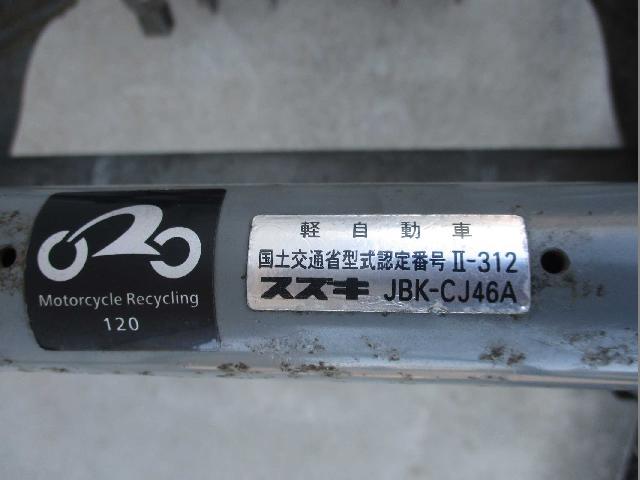 Motorcycle Recycling
120
軽自動車
国土交通省型式認定番号 Ⅱ-312
スズキ JBK-CJ46A